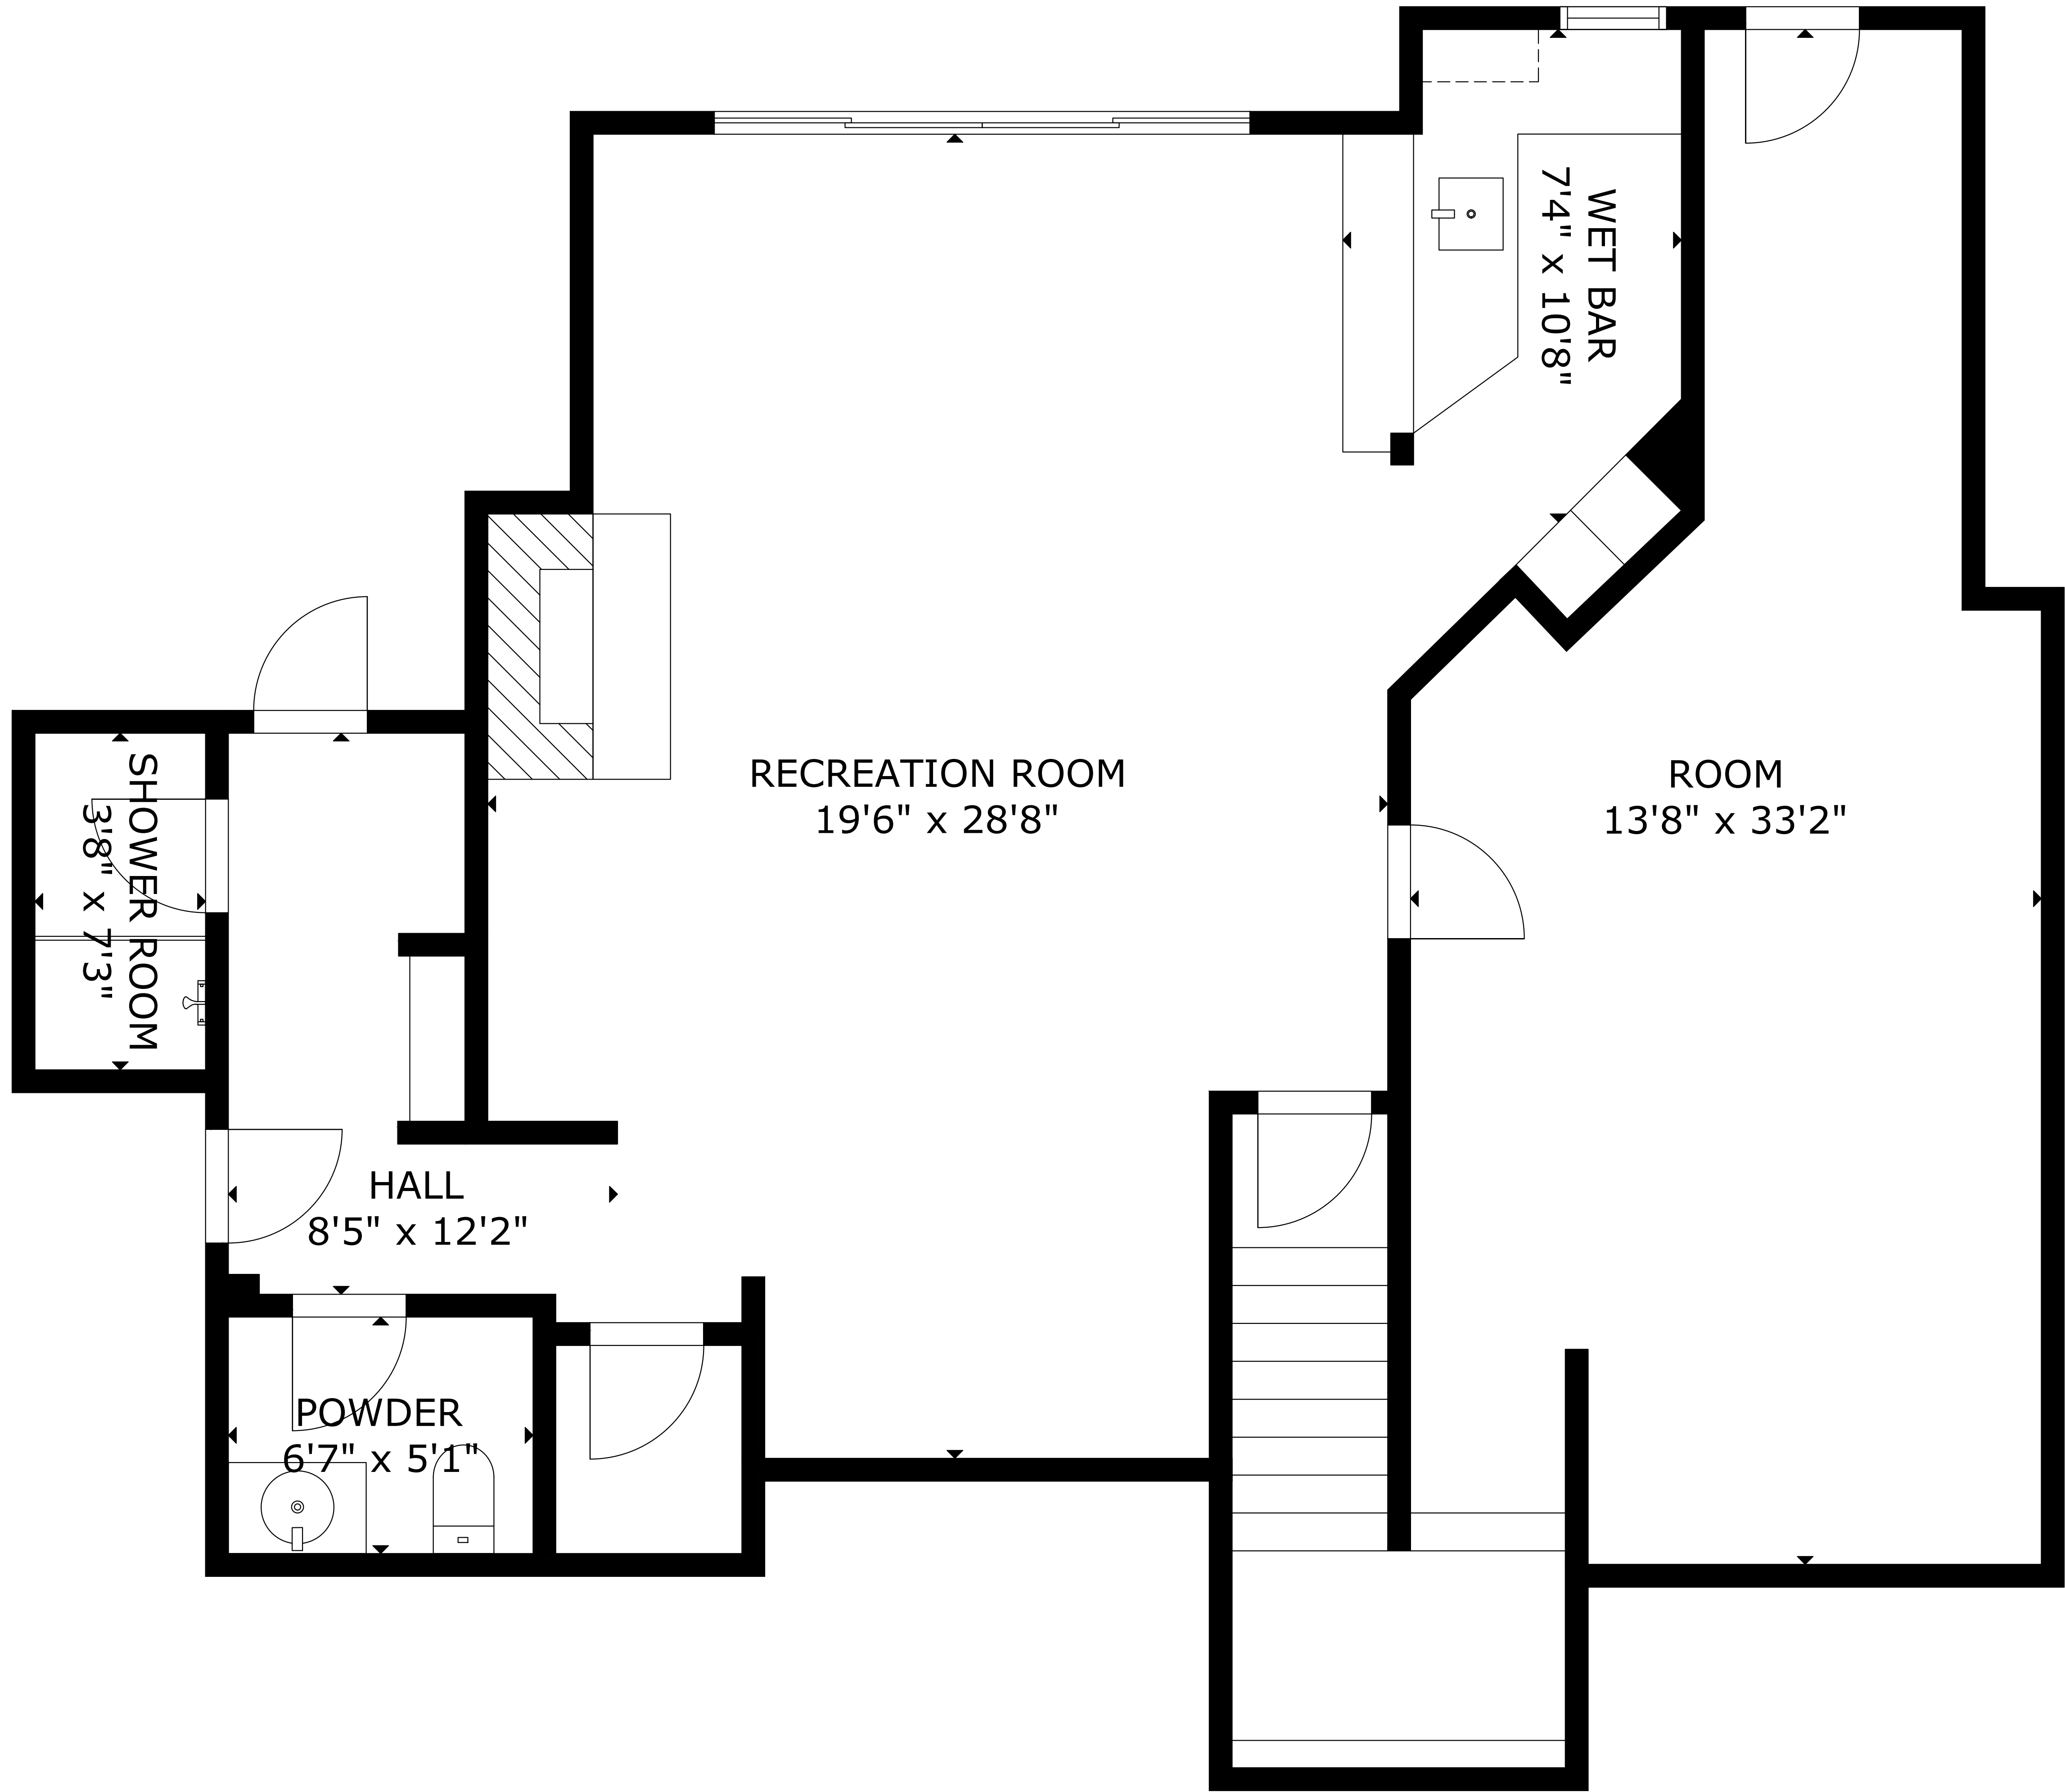 WET BAR
7'4" x 10'8"
RECREATION ROOM
19'6" x 28'8"
ROOM
13'8" x 33'2"
SHOWER ROOM
3'8" x 7'3"
HALL
8'5" x 12'2"
POWDER
6'7" x 5'1"